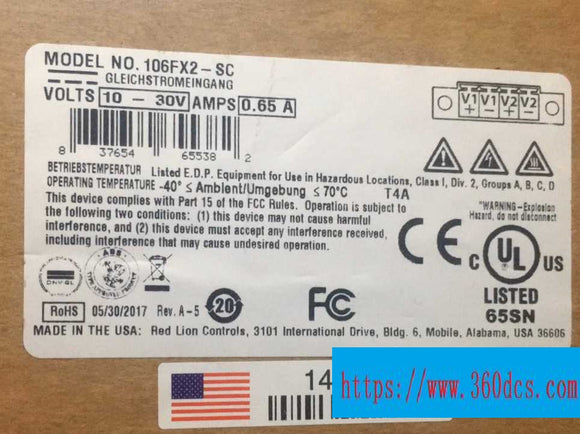 MODEL NO. 106FX2-SC
GLEICHSTROMEINGANG
VOLTS 10 - 30V AMPS 0.65 A
V1 V1 V2 V2
+ - + -
8 37654 65538 2
BETRIEBSTEMPERATUR Listed E.D.P. Equipment for Use in Hazardous Locations, Class I, Div. 2, Groups A, B, C, D
OPERATING TEMPERATURE -40° ≤ Ambient/Umgebung ≤ 70°C T4A
This device complies with Part 15 of the FCC Rules. Operation is subject to
the following two conditions: (1) this device may not cause harmful
interference, and (2) this device must accept any interference received,
including interference that may cause undesired operation.
*WARNING-Explosion
Hazard, do not disconnect
CE C UL US
LISTED
65SN
DNV·GL
ABS
TYPE APPROVED PRODUCT
20
FC
RoHS 05/30/2017 Rev. A-5
MADE IN THE USA: Red Lion Controls, 3101 International Drive, Bldg. 6, Mobile, Alabama, USA 36606
14
https://www.360dcs.com